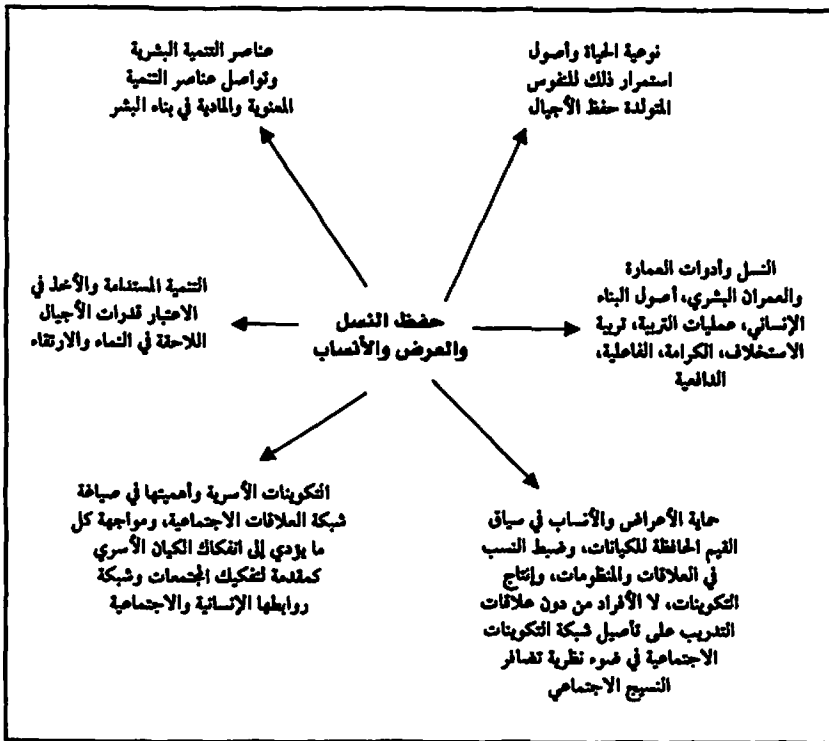 نوعية الحياة وأصول
استمرار ذلك للنفوس
المتولدة حفظ الأجيال
عناصر التنمية البشرية
وتواصل عناصر التنمية
المعنوية والمادية في بناء البشر
النسل وأدوات العمارة
والعمران البشري، أصول البناء
الإنساني، عمليات التربية، تربية
الاستخلاف، الكرامة، الفاعلية،
الدافعية
حفظ النسل
والعرض والأنساب
التنمية المستدامة والأخذ في
الاعتبار قدرات الأجيال
اللاحقة في النماء والارتقاء
حماية الأعراض والأنساب في سياق
القيم الحافظة للكيانات، وضبط النسب
في العلاقات والمنظومات، وإنتاج
التكوينات، لا الأفراد من دون علاقات
التدريب على تأصيل شبكة التكوينات
الاجتماعية في ضوء نظرية تضافر
النسيج الاجتماعي
التكوينات الأسرية وأهميتها في صياغة
شبكة العلاقات الاجتماعية، ومواجهة كل
ما يؤدي إلى انفكاك الكيان الأسري
كمقدمة لتفكيك المجتمعات وشبكة
روابطها الإنسانية والاجتماعية